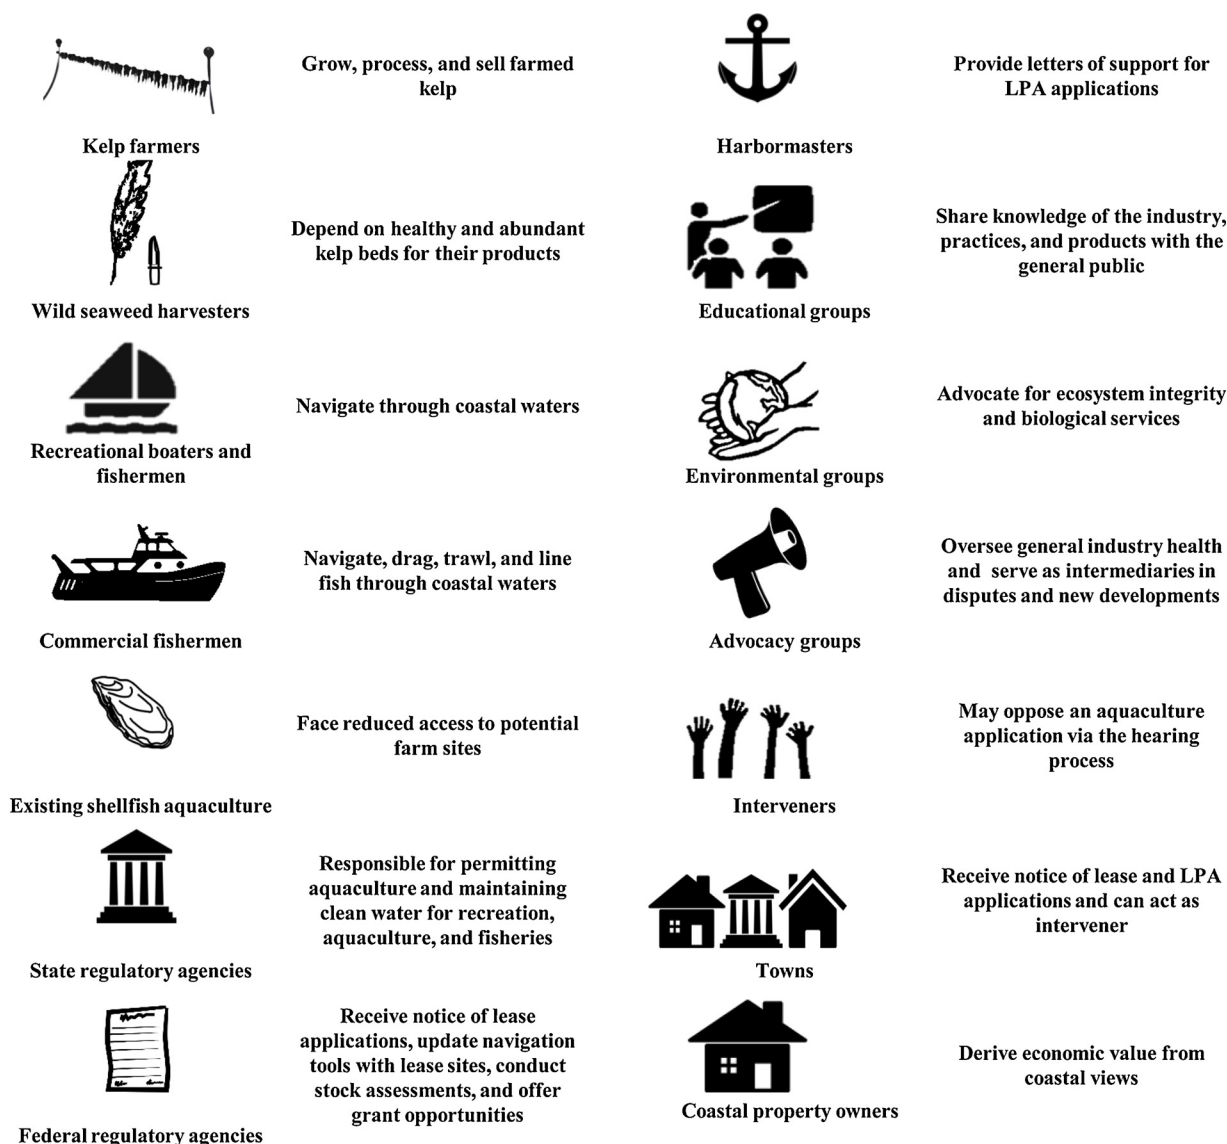 Grow, process, and sell farmed
kelp
Kelp farmers
Depend on healthy and abundant
kelp beds for their products
Wild seaweed harvesters
Navigate through coastal waters
Recreational boaters and
fishermen
Navigate, drag, trawl, and line
fish through coastal waters
Commercial fishermen
Face reduced access to potential
farm sites
Existing shellfish aquaculture
Responsible for permitting
aquaculture and maintaining
clean water for recreation,
aquaculture, and fisheries
State regulatory agencies
Receive notice of lease
applications, update navigation
tools with lease sites, conduct
stock assessments, and offer
grant opportunities
Federal regulatory agencies
Provide letters of support for
LPA applications
Harbormasters
Share knowledge of the industry,
practices, and products with the
general public
Educational groups
Advocate for ecosystem integrity
and biological services
Environmental groups
Oversee general industry health
and serve as intermediaries in
disputes and new developments
Advocacy groups
May oppose an aquaculture
application via the hearing
process
Interveners
Receive notice of lease and LPA
applications and can act as
intervener
Towns
Derive economic value from
coastal views
Coastal property owners